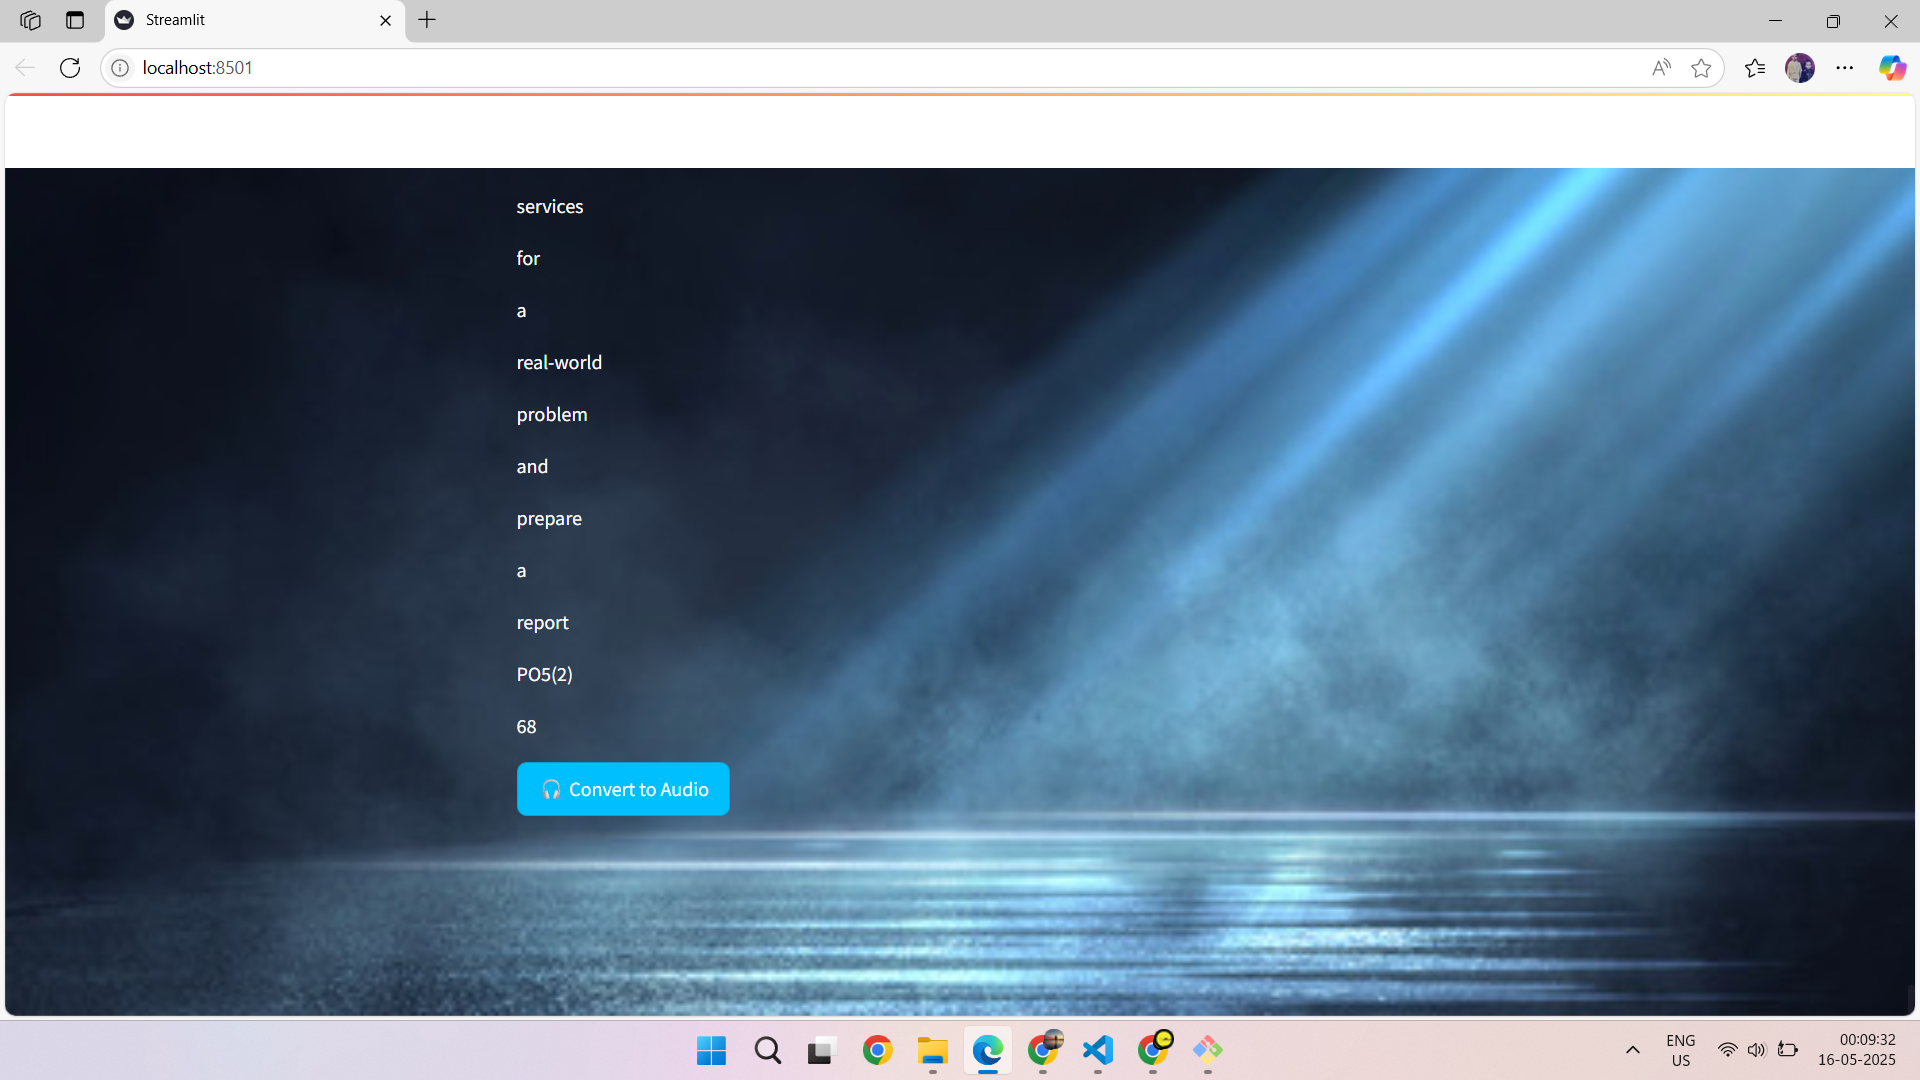 Streamlit
localhost:8501
services
for
a
real-world
problem
and
prepare
a
report
PO5(2)
68
🎧 Convert to Audio
ENG
US
00:09:32
16-05-2025